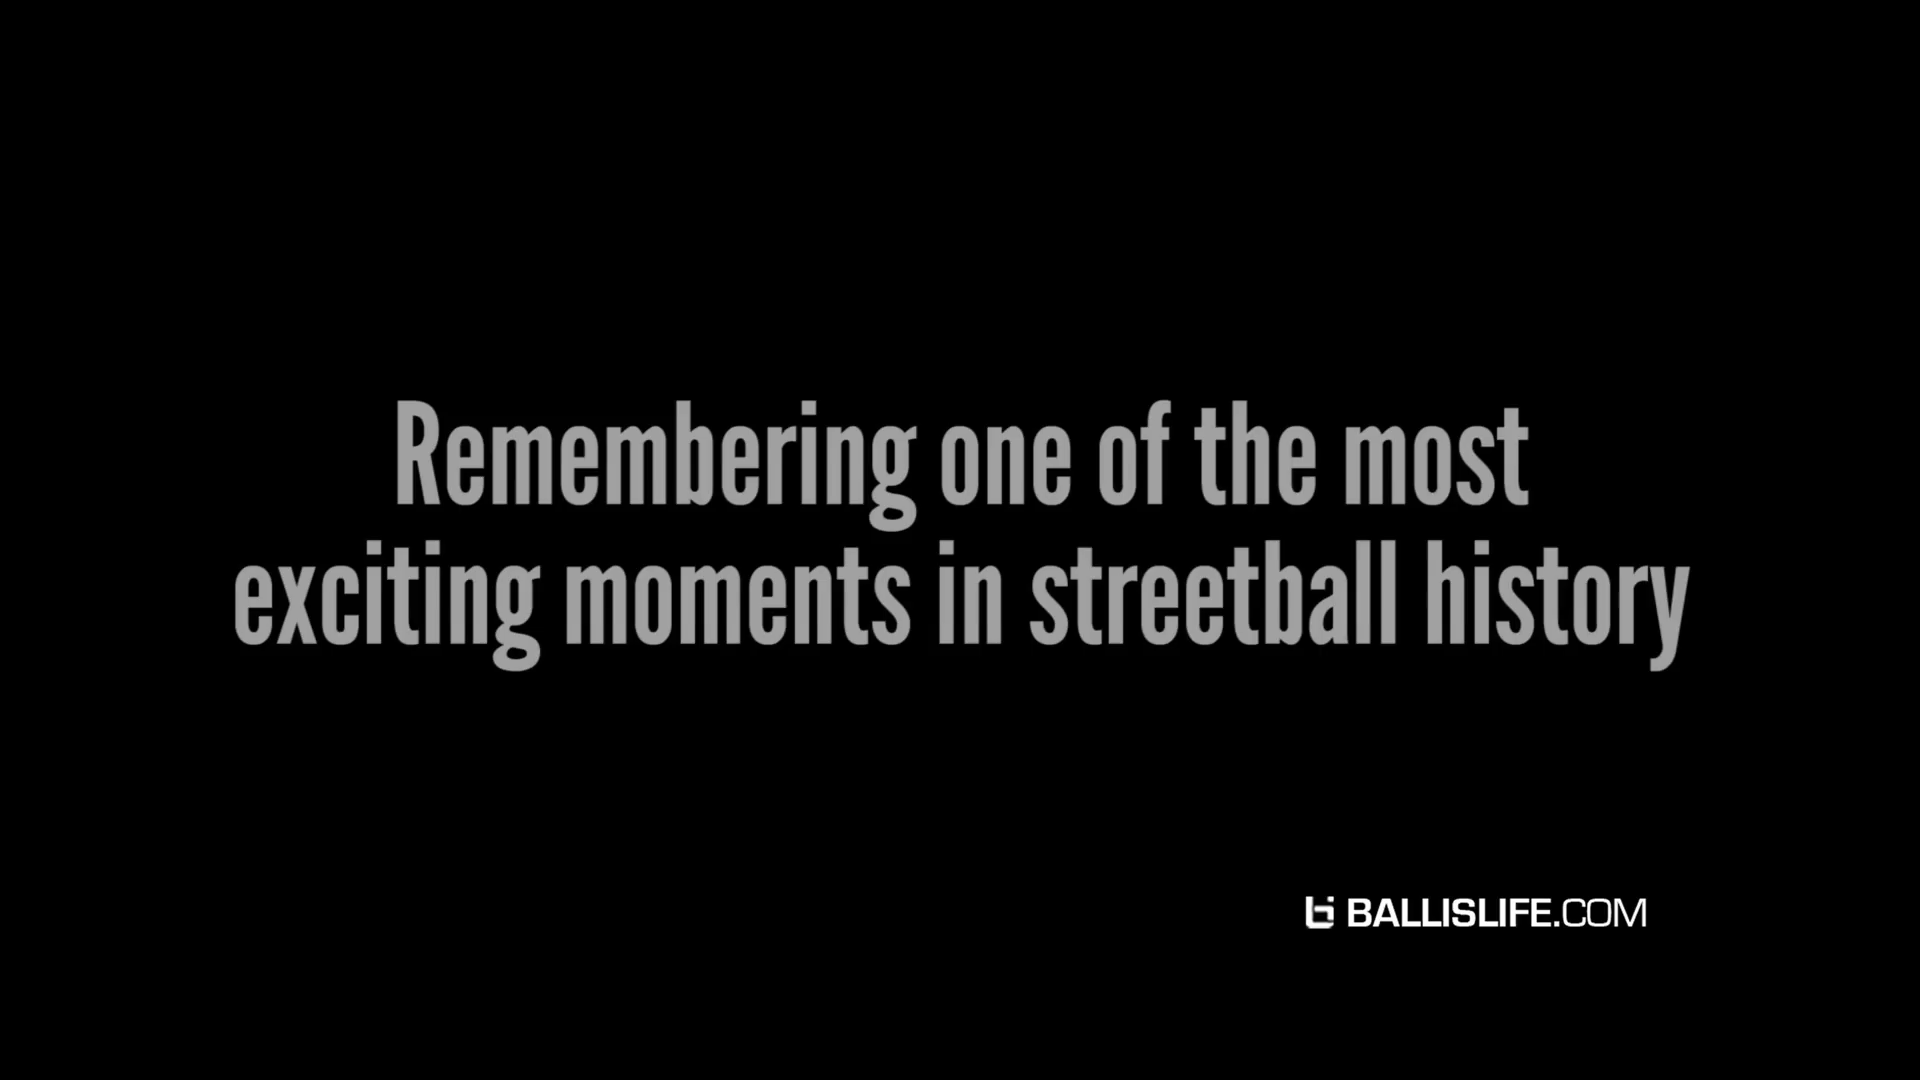 Remembering one of the most
exciting moments in streetball history
BALLISLIFE.COM